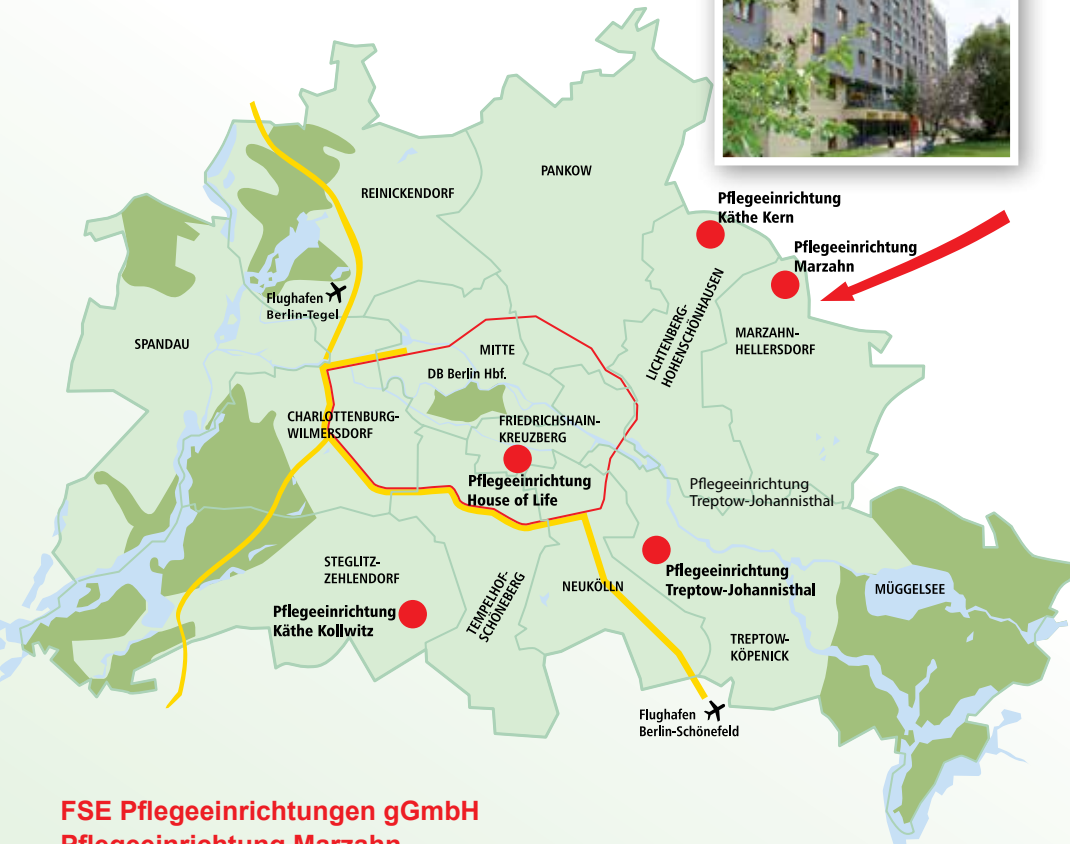 PANKOW
REINICKENDORF
Pflegeeinrichtung
Käthe Kern
Pflegeeinrichtung
Marzahn
Flughafen
Berlin-Tegel
LICHTENBERG-
HOHENSCHÖNHAUSEN
SPANDAU
MITTE
MARZAHN-
HELLERSDORF
DB Berlin Hbf.
CHARLOTTENBURG-
WILMERSDORF
FRIEDRICHSHAIN-
KREUZBERG
Pflegeeinrichtung
House of Life
Pflegeeinrichtung
Treptow-Johannisthal
STEGLITZ-
ZEHLENDORF
TEMPELHOF-
SCHÖNEBERG
NEUKÖLLN
Pflegeeinrichtung
Treptow-Johannisthal
MÜGGELSEE
Pflegeeinrichtung
Käthe Kollwitz
TREPTOW-
KÖPENICK
Flughafen
Berlin-Schönefeld
FSE Pflegeeinrichtungen gGmbH
Pflegeeinrichtung Marzahn